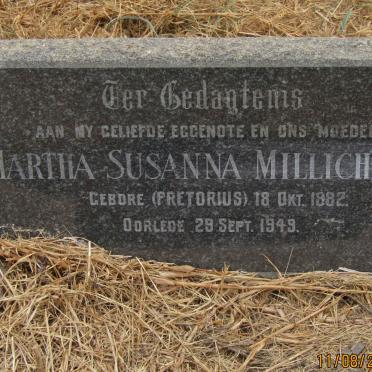 Ter Gedagtenis
AAN MY GELIEFDE EGGENOTE EN ONS MOEDER
MARTHA SUSANNA MILLICH
GEBORE (PRETORIUS) 18 OKT. 1882.
OORLEDE 28 SEPT. 1949.
11/08/2